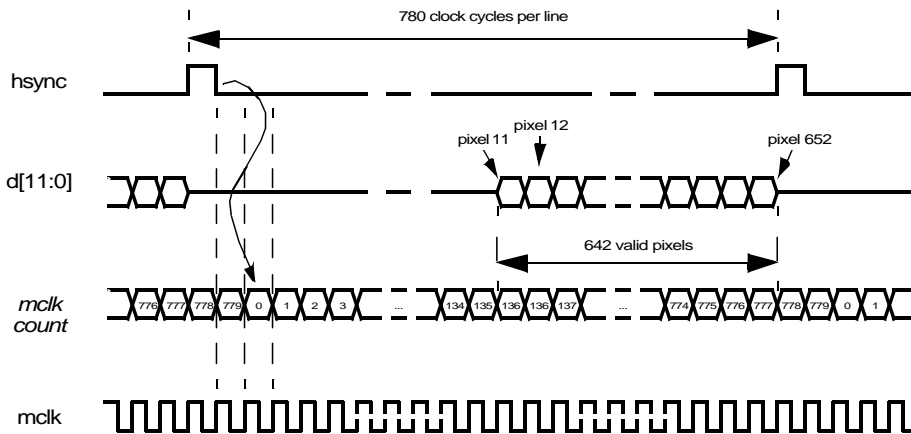 780 clock cycles per line
hsync
pixel 11
pixel 12
pixel 652
d[11:0]
642 valid pixels
mclk count
776 777 778 779 0 1 2 3 ... 134 135 136 136 137 ... 774 775 776 777 778 779 0 1
mclk